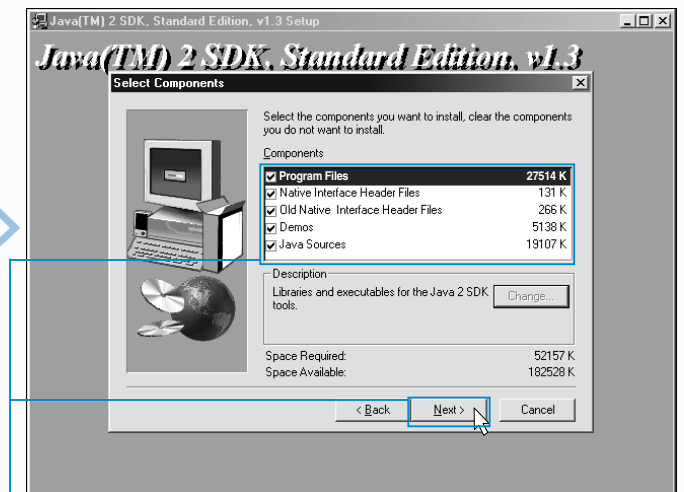 Java(TM) 2 SDK, Standard Edition, v1.3 Setup
Java(TM) 2 SDK, Standard Edition, v1.3
Select Components
Select the components you want to install, clear the components
you do not want to install.
Components
Program Files 27514 K
Native Interface Header Files 131 K
Old Native Interface Header Files 266 K
Demos 5138 K
Java Sources 19107 K
Description
Libraries and executables for the Java 2 SDK
tools.
Change...
Space Required: 52157 K
Space Available: 182528 K
< Back Next > Cancel